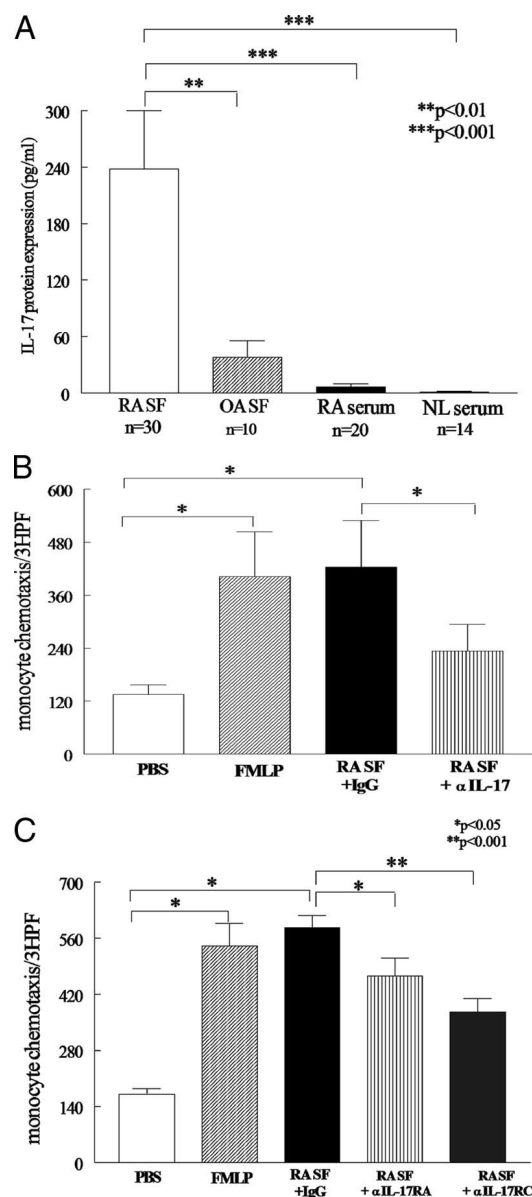 A
***
***
**
**p<0.01
***p<0.001
IL-17 protein expression (pg/ml)
300
240
180
120
60
0
RA SF OA SF RA serum NL serum
n=30 n=10 n=20 n=14
B
*
*
*
monocyte chemotaxis/3HPF
600
480
360
240
120
0
PBS FMLP RA SF RA SF
+IgG + α IL-17
C
*p<0.05
**p<0.001
**
*
*
*
monocyte chemotaxis/3HPF
700
560
420
280
140
0
PBS FMLP RA SF RA SF RA SF
+IgG + αIL-17RA + αIL-17RC